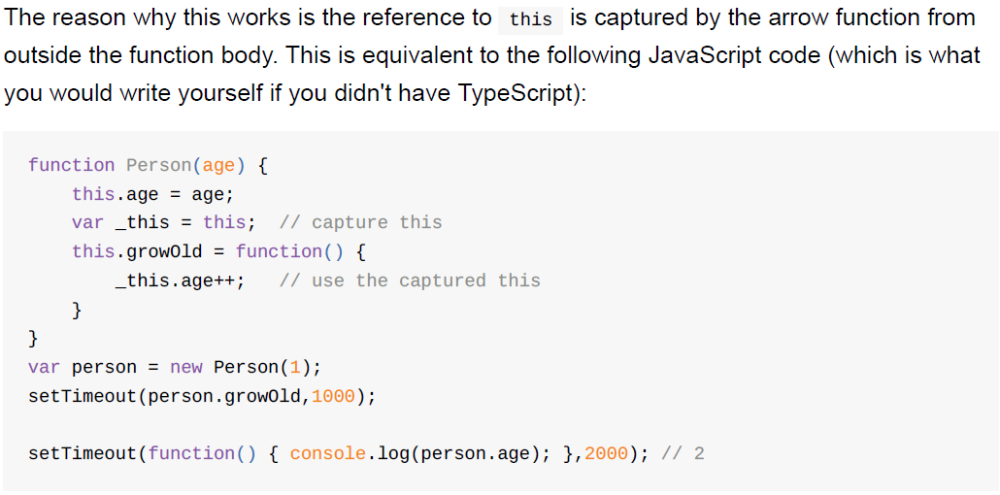 The reason why this works is the reference to this is captured by the arrow function from
outside the function body. This is equivalent to the following JavaScript code (which is what
you would write yourself if you didn't have TypeScript):
function Person(age) {
    this.age = age;
    var _this = this;  // capture this
    this.growOld = function() {
        _this.age++;   // use the captured this
    }
}
var person = new Person(1);
setTimeout(person.growOld,1000);

setTimeout(function() { console.log(person.age); },2000); // 2